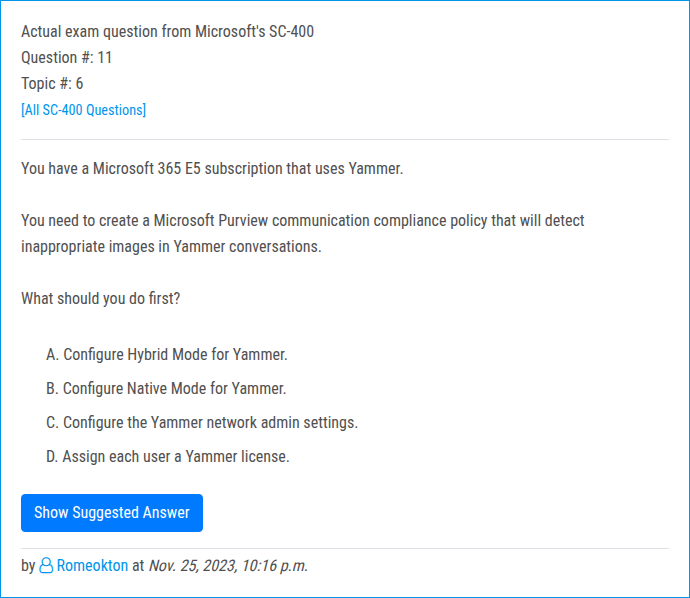 Actual exam question from Microsoft's SC-400
Question #: 11
Topic #: 6
[All SC-400 Questions]
You have a Microsoft 365 E5 subscription that uses Yammer.
You need to create a Microsoft Purview communication compliance policy that will detect
inappropriate images in Yammer conversations.
What should you do first?
A. Configure Hybrid Mode for Yammer.
B. Configure Native Mode for Yammer.
C. Configure the Yammer network admin settings.
D. Assign each user a Yammer license.
Show Suggested Answer
by Romeokton at Nov. 25, 2023, 10:16 p.m.